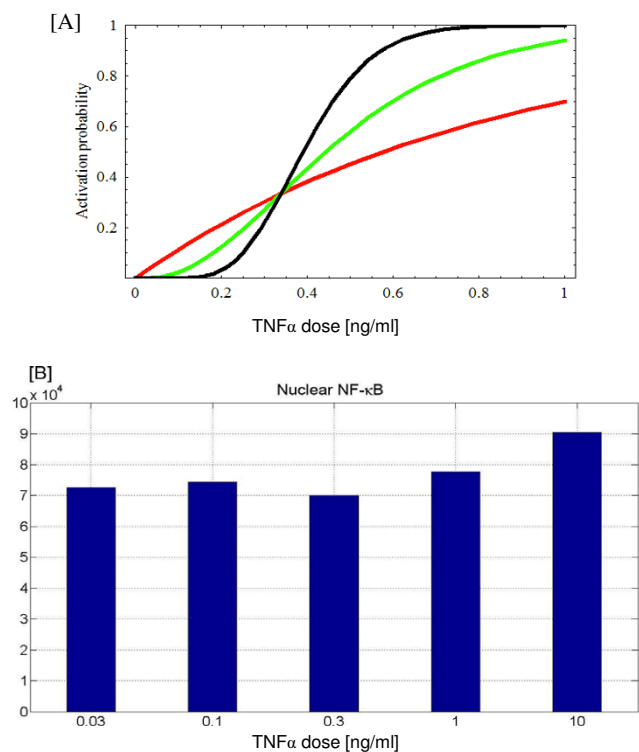 [A]
Activation probability
1
0.8
0.6
0.4
0.2
0 0.2 0.4 0.6 0.8 1
TNFα dose [ng/ml]
[B]
x 10⁴
Nuclear NF-κB
10
9
8
7
6
5
4
3
2
1
0
0.03 0.1 0.3 1 10
TNFα dose [ng/ml]